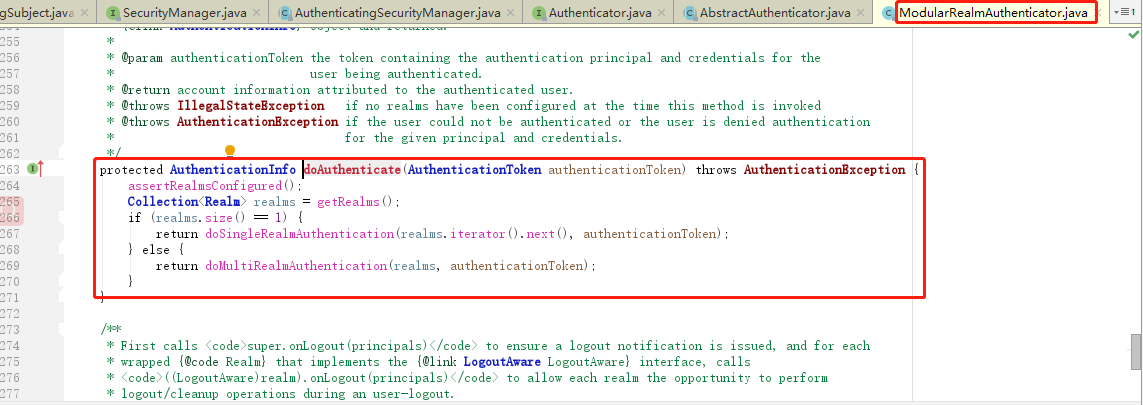 gSubject.java
SecurityManager.java
AuthenticatingSecurityManager.java
Authenticator.java
AbstractAuthenticator.java
ModularRealmAuthenticator.java
1
255 *
256 * @param authenticationToken the token containing the authentication principal and credentials for the
257 * user being authenticated.
258 * @return account information attributed to the authenticated user.
259 * @throws IllegalStateException if no realms have been configured at the time this method is invoked
260 * @throws AuthenticationException if the user could not be authenticated or the user is denied authentication
261 * for the given principal and credentials.
262 */
263 protected AuthenticationInfo doAuthenticate(AuthenticationToken authenticationToken) throws AuthenticationException {
264 assertRealmsConfigured();
265 Collection<Realm> realms = getRealms();
266 if (realms.size() == 1) {
267 return doSingleRealmAuthentication(realms.iterator().next(), authenticationToken);
268 } else {
269 return doMultiRealmAuthentication(realms, authenticationToken);
270 }
271 }
272
273 /**
274 * First calls <code>super.onLogout(principals)</code> to ensure a logout notification is issued, and for each
275 * wrapped {@code Realm} that implements the {@link LogoutAware LogoutAware} interface, calls
276 * <code>((LogoutAware)realm).onLogout(principals)</code> to allow each realm the opportunity to perform
277 * logout/cleanup operations during an user-logout.